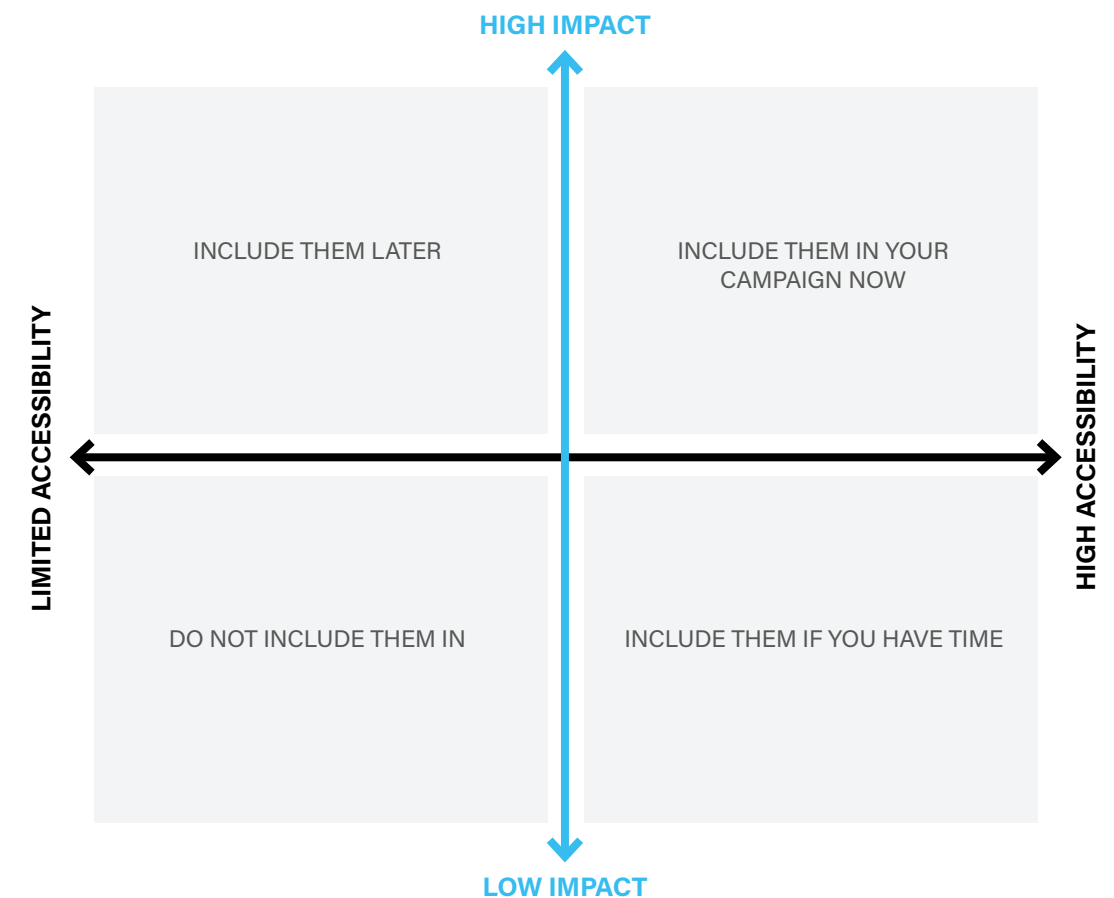 HIGH IMPACT
INCLUDE THEM LATER
INCLUDE THEM IN YOUR
CAMPAIGN NOW
LIMITED ACCESSIBILITY
HIGH ACCESSIBILITY
DO NOT INCLUDE THEM IN
INCLUDE THEM IF YOU HAVE TIME
LOW IMPACT